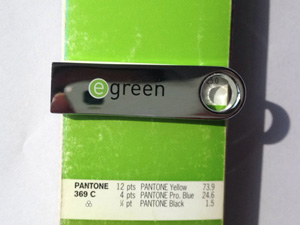 egreen
PANTONE 12 pts PANTONE Yellow 73.9
369 C 4 pts PANTONE Pro. Blue 24.6
¼ pt PANTONE Black 1.5